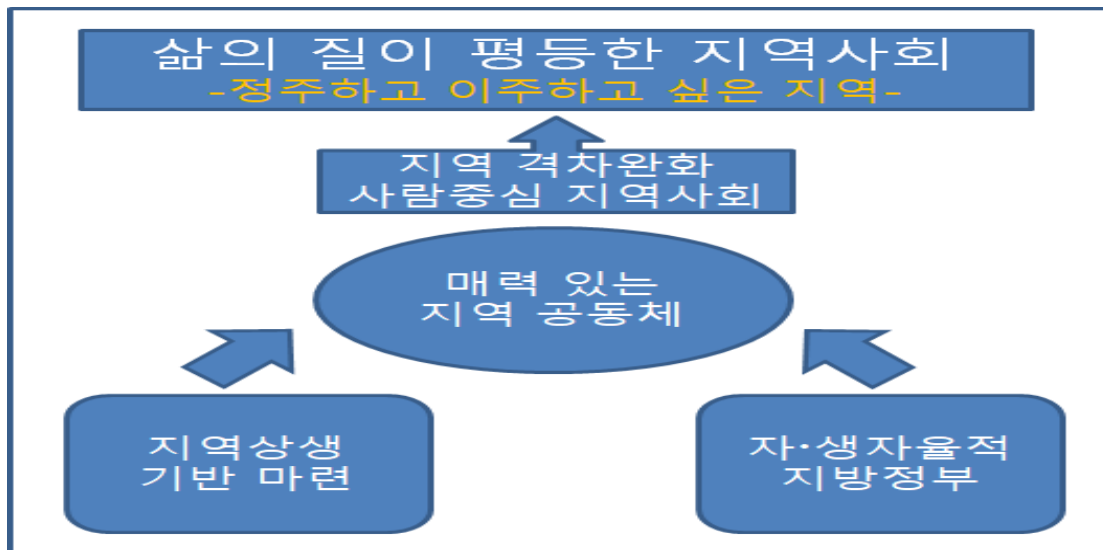 삶의 질이 평등한 지역사회
-정주하고 이주하고 싶은 지역-
지역 격차완화
사람중심 지역사회
매력 있는
지역 공동체
지역상생
기반 마련
자·생자율적
지방정부